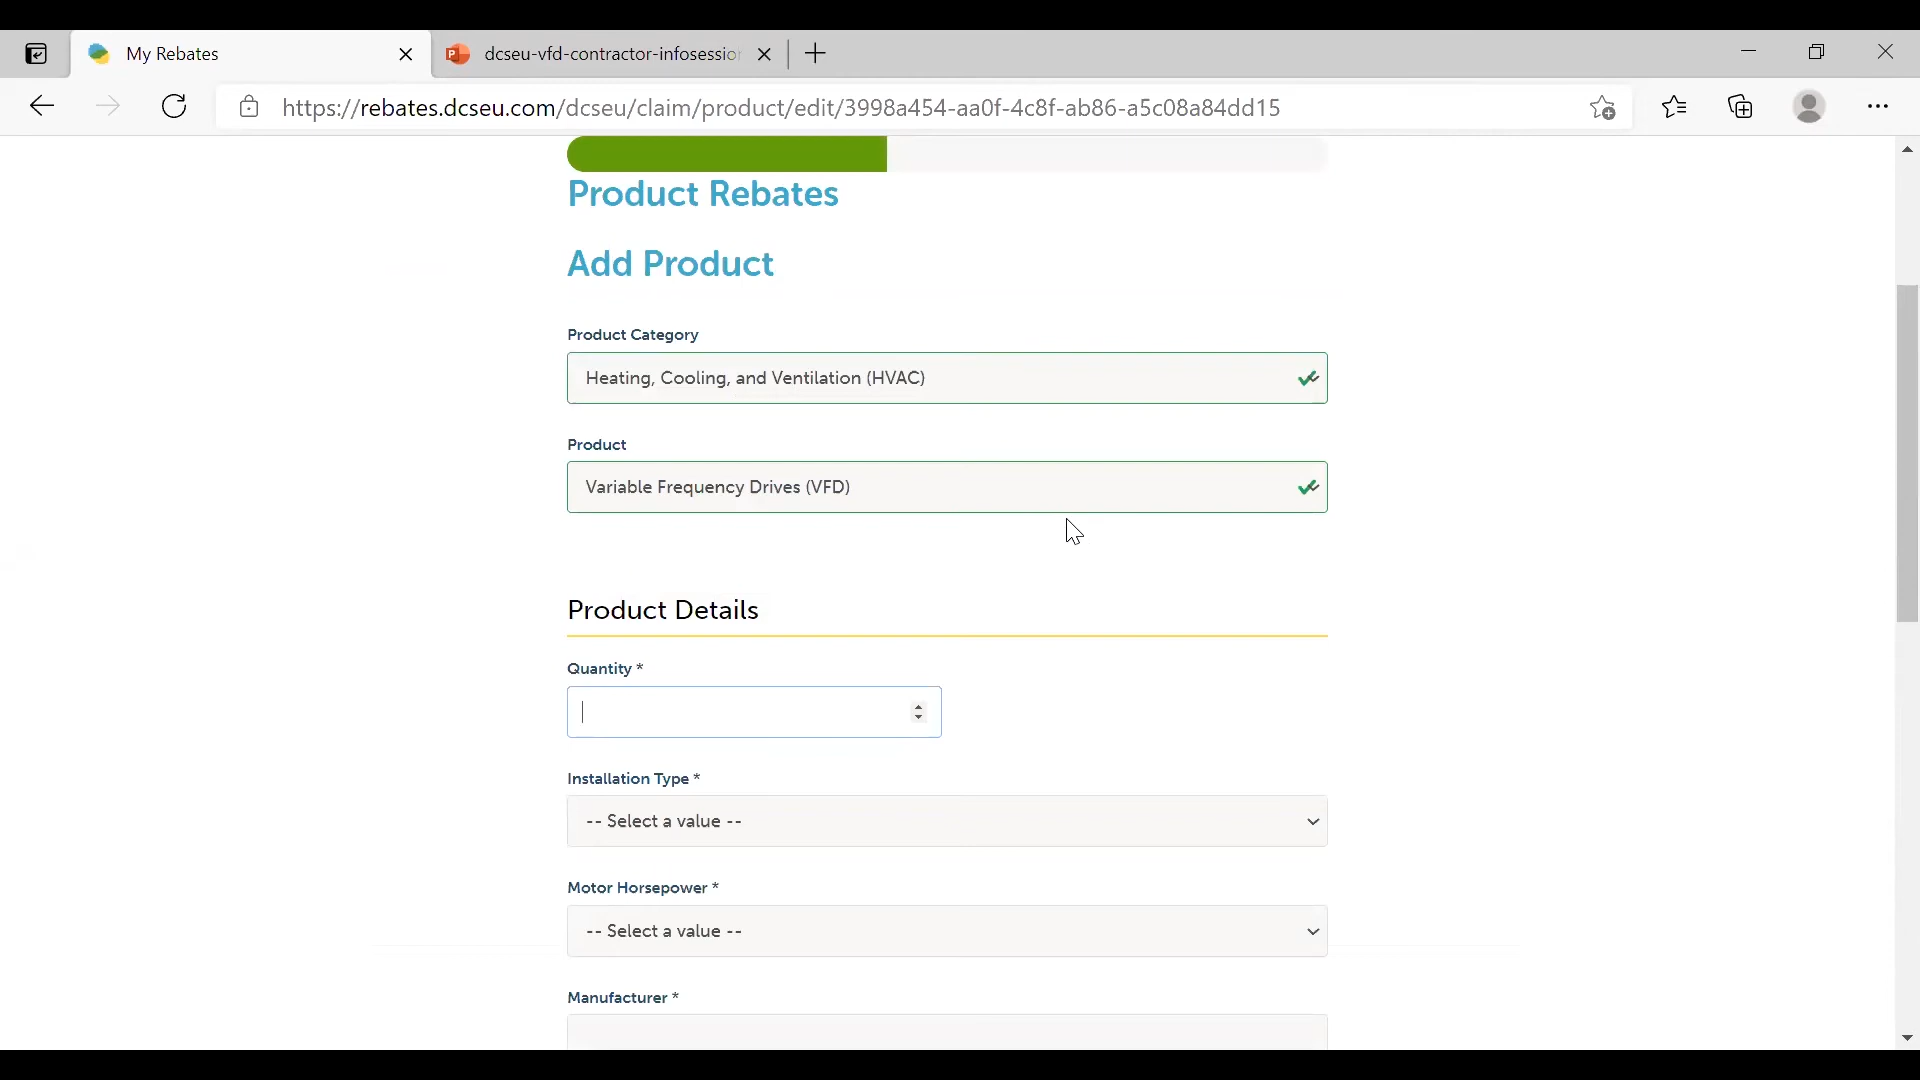 My Rebates
dcseu-vfd-contractor-infosession
https://rebates.dcseu.com/dcseu/claim/product/edit/3998a454-aa0f-4c8f-ab86-a5c08a84dd15
Product Rebates
Add Product
Product Category
Heating, Cooling, and Ventilation (HVAC)
Product
Variable Frequency Drives (VFD)
Product Details
Quantity *
Installation Type *
-- Select a value --
Motor Horsepower *
-- Select a value --
Manufacturer *